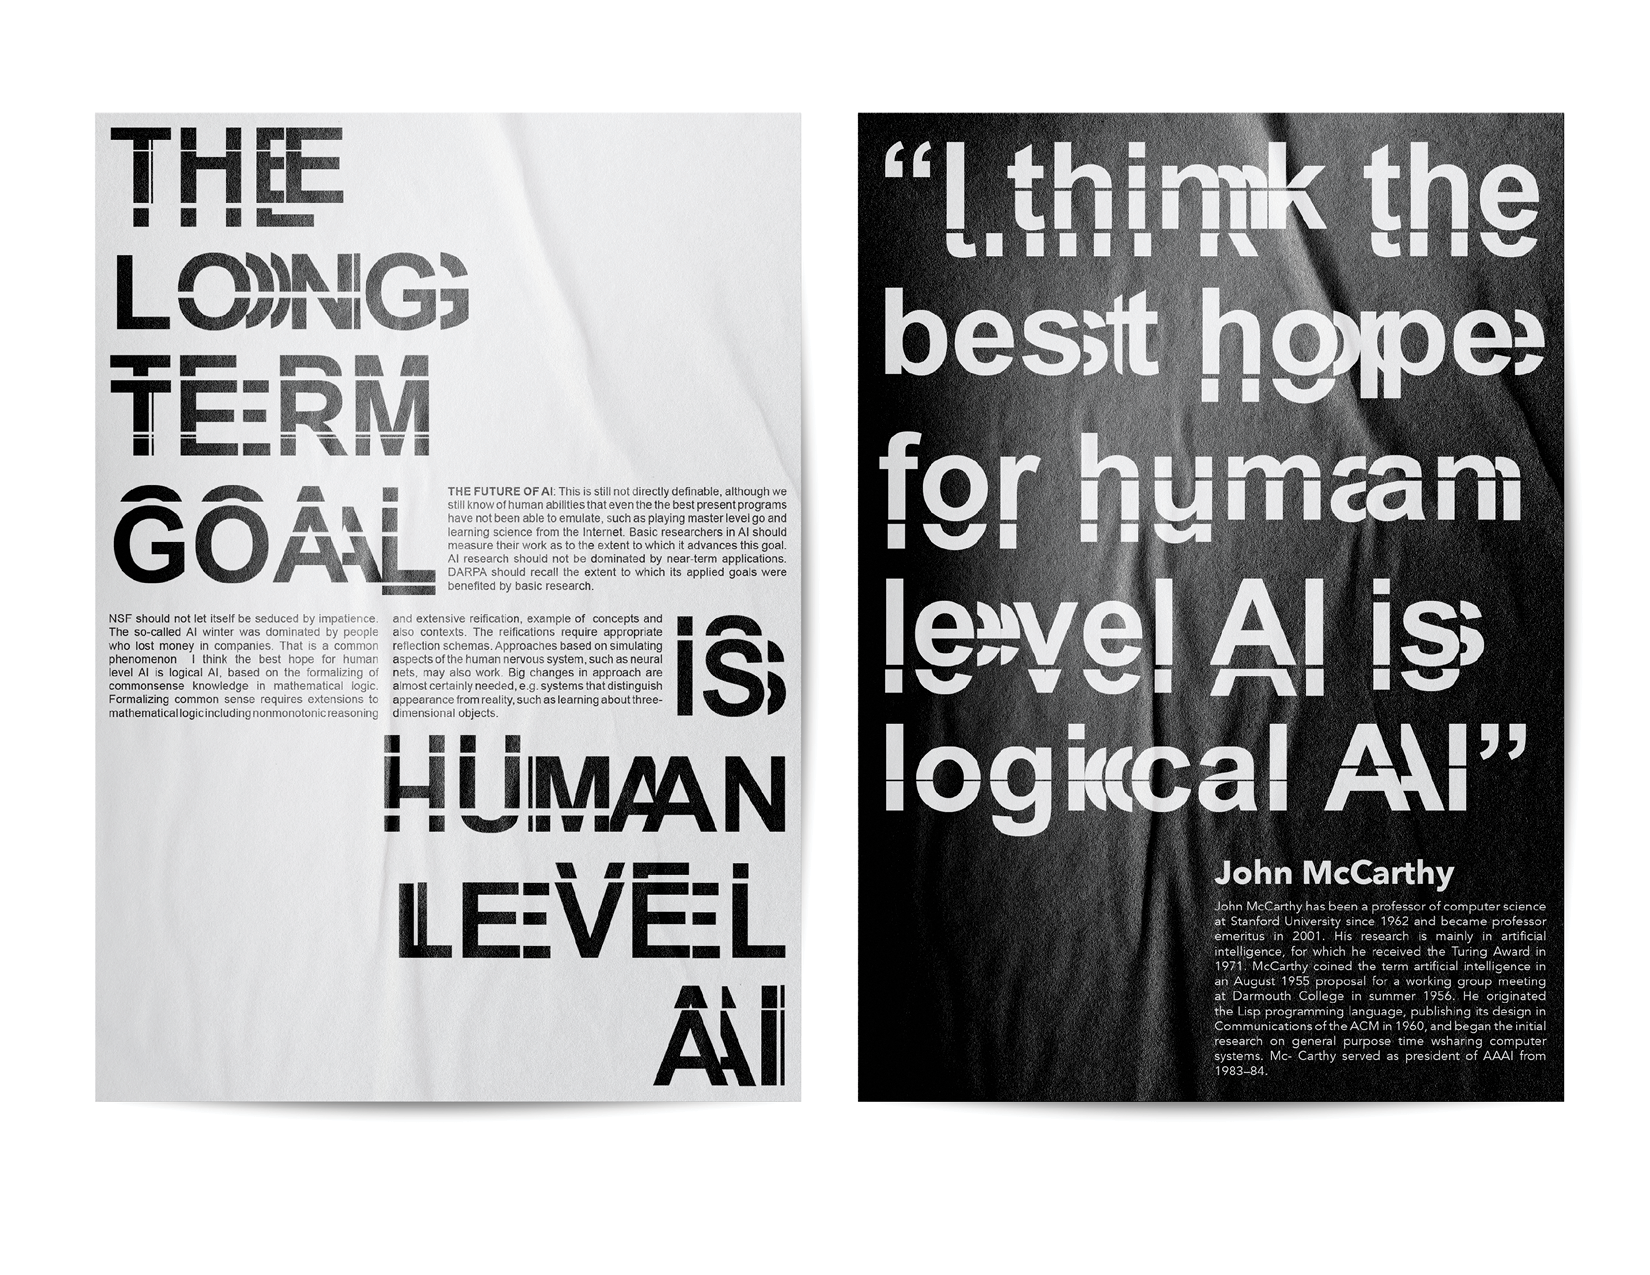 THE
LONG
TERM
GOAL
THE FUTURE OF AI: This is still not directly definable, although we
still know of human abilities that even the the best present programs
have not been able to emulate, such as playing master level go and
learning science from the Internet. Basic researchers in AI should
measure their work as to the extent to which it advances this goal.
AI research should not be dominated by near-term applications.
DARPA should recall the extent to which its applied goals were
benefited by basic research.
NSF should not let itself be seduced by impatience.
The so-called AI winter was dominated by people
who lost money in companies. That is a common
phenomenon I think the best hope for human
level AI is logical AI, based on the formalizing of
commonsense knowledge in mathematical logic.
Formalizing common sense requires extensions to
mathematical logic including nonmonotonic reasoning
and extensive reification, example of concepts and
also contexts. The reifications require appropriate
reflection schemas. Approaches based on simulating
aspects of the human nervous system, such as neural
nets, may also work. Big changes in approach are
almost certainly needed, e.g. systems that distinguish
appearance from reality, such as learning about three-
dimensional objects.
iS
HUMAN
LEVEL
AI
“I think the
best hope
for human
level AI is
logical AI”
John McCarthy
John McCarthy has been a professor of computer science
at Stanford University since 1962 and became professor
emeritus in 2001. His research is mainly in artificial
intelligence, for which he received the Turing Award in
1971. McCarthy coined the term artificial intelligence in
an August 1955 proposal for a working group meeting
at Darmouth College in summer 1956. He originated
the Lisp programming language, publishing its design in
Communications of the ACM in 1960, and began the initial
research on general purpose time wsharing computer
systems. Mc- Carthy served as president of AAAI from
1983–84.